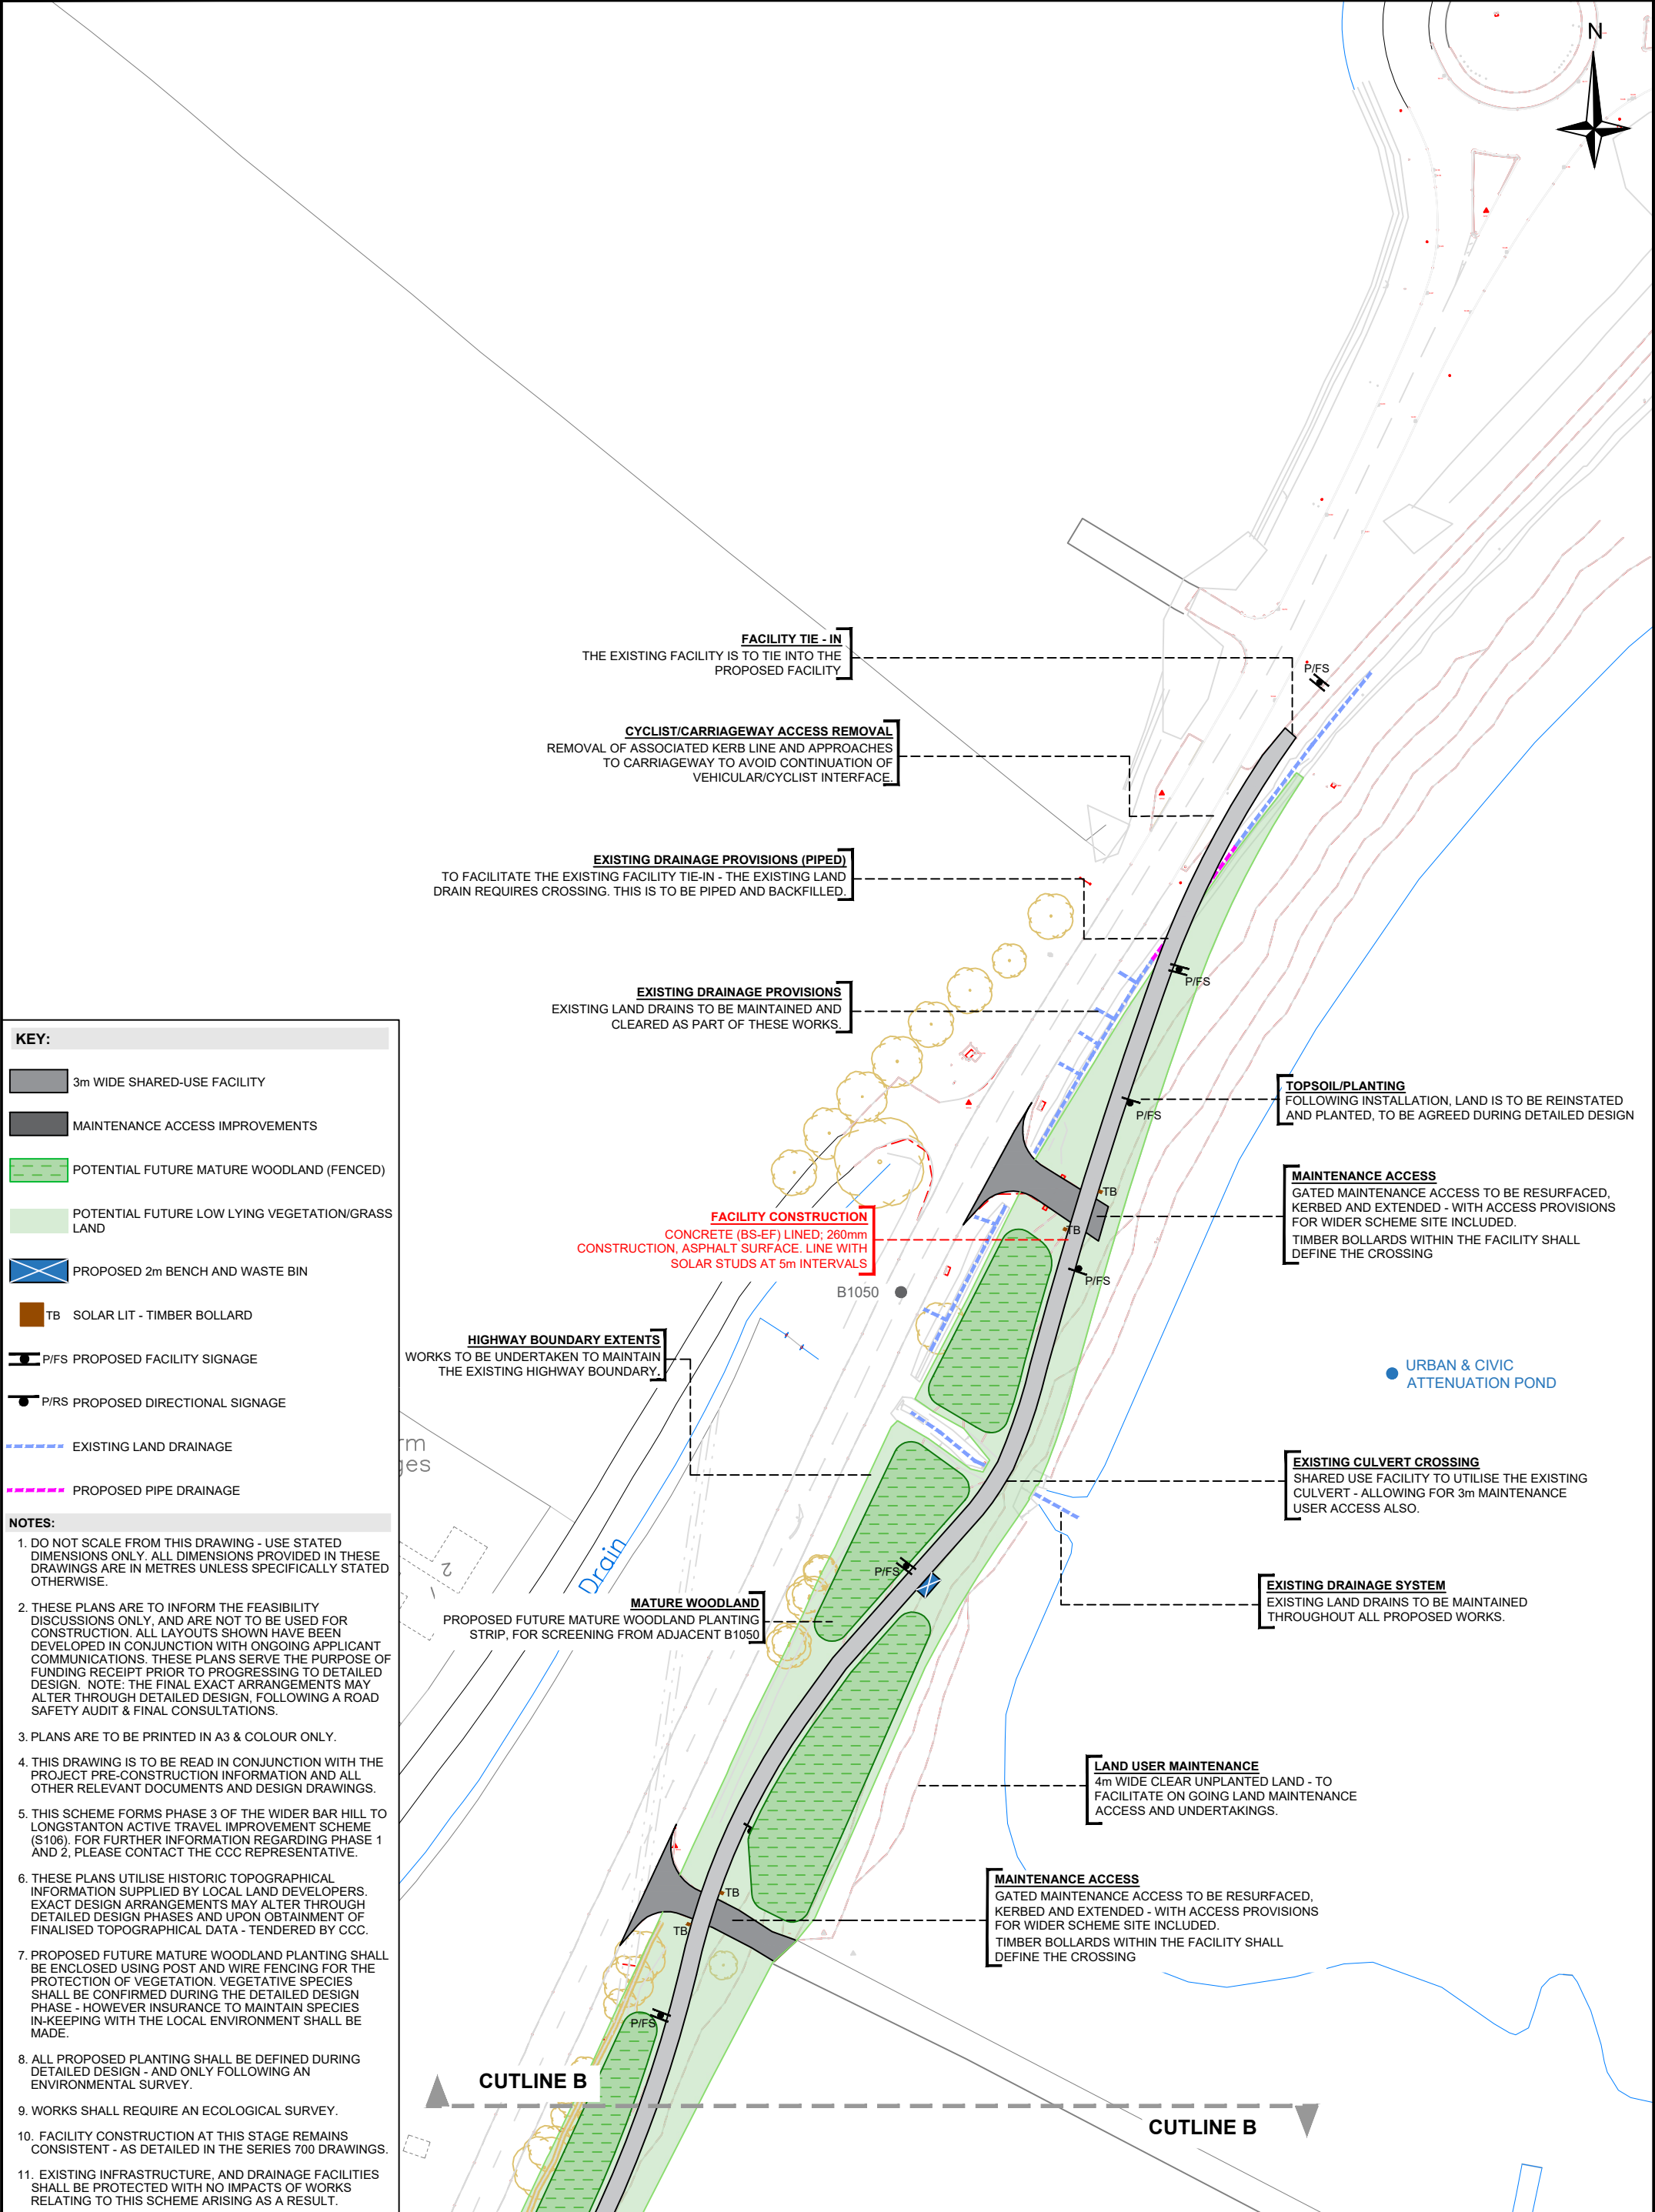 N
FACILITY TIE - IN
THE EXISTING FACILITY IS TO TIE INTO THE
PROPOSED FACILITY
P/FS
CYCLIST/CARRIAGEWAY ACCESS REMOVAL
REMOVAL OF ASSOCIATED KERB LINE AND APPROACHES
TO CARRIAGEWAY TO AVOID CONTINUATION OF
VEHICULAR/CYCLIST INTERFACE.
EXISTING DRAINAGE PROVISIONS (PIPED)
TO FACILITATE THE EXISTING FACILITY TIE-IN - THE EXISTING LAND
DRAIN REQUIRES CROSSING. THIS IS TO BE PIPED AND BACKFILLED.
P/FS
EXISTING DRAINAGE PROVISIONS
EXISTING LAND DRAINS TO BE MAINTAINED AND
CLEARED AS PART OF THESE WORKS.
TOPSOIL/PLANTING
FOLLOWING INSTALLATION, LAND IS TO BE REINSTATED
AND PLANTED, TO BE AGREED DURING DETAILED DESIGN
P/FS
MAINTENANCE ACCESS
GATED MAINTENANCE ACCESS TO BE RESURFACED,
KERBED AND EXTENDED - WITH ACCESS PROVISIONS
FOR WIDER SCHEME SITE INCLUDED.
TIMBER BOLLARDS WITHIN THE FACILITY SHALL
DEFINE THE CROSSING
TB
TB
FACILITY CONSTRUCTION
CONCRETE (BS-EF) LINED; 260mm
CONSTRUCTION, ASPHALT SURFACE. LINE WITH
SOLAR STUDS AT 5m INTERVALS
P/FS
B1050
HIGHWAY BOUNDARY EXTENTS
WORKS TO BE UNDERTAKEN TO MAINTAIN
THE EXISTING HIGHWAY BOUNDARY.
URBAN & CIVIC
ATTENUATION POND
EXISTING CULVERT CROSSING
SHARED USE FACILITY TO UTILISE THE EXISTING
CULVERT - ALLOWING FOR 3m MAINTENANCE
USER ACCESS ALSO.
Drain
P/FS
EXISTING DRAINAGE SYSTEM
EXISTING LAND DRAINS TO BE MAINTAINED
THROUGHOUT ALL PROPOSED WORKS.
MATURE WOODLAND
PROPOSED FUTURE MATURE WOODLAND PLANTING
STRIP, FOR SCREENING FROM ADJACENT B1050
LAND USER MAINTENANCE
4m WIDE CLEAR UNPLANTED LAND - TO
FACILITATE ON GOING LAND MAINTENANCE
ACCESS AND UNDERTAKINGS.
MAINTENANCE ACCESS
GATED MAINTENANCE ACCESS TO BE RESURFACED,
KERBED AND EXTENDED - WITH ACCESS PROVISIONS
FOR WIDER SCHEME SITE INCLUDED.
TIMBER BOLLARDS WITHIN THE FACILITY SHALL
DEFINE THE CROSSING
TB
TB
P/FS
CUTLINE B
CUTLINE B
KEY:
3m WIDE SHARED-USE FACILITY
MAINTENANCE ACCESS IMPROVEMENTS
POTENTIAL FUTURE MATURE WOODLAND (FENCED)
POTENTIAL FUTURE LOW LYING VEGETATION/GRASS
LAND
PROPOSED 2m BENCH AND WASTE BIN
TB SOLAR LIT - TIMBER BOLLARD
P/FS PROPOSED FACILITY SIGNAGE
P/RS PROPOSED DIRECTIONAL SIGNAGE
EXISTING LAND DRAINAGE
PROPOSED PIPE DRAINAGE
NOTES:
1. DO NOT SCALE FROM THIS DRAWING - USE STATED
DIMENSIONS ONLY. ALL DIMENSIONS PROVIDED IN THESE
DRAWINGS ARE IN METRES UNLESS SPECIFICALLY STATED
OTHERWISE.
2. THESE PLANS ARE TO INFORM THE FEASIBILITY
DISCUSSIONS ONLY, AND ARE NOT TO BE USED FOR
CONSTRUCTION. ALL LAYOUTS SHOWN HAVE BEEN
DEVELOPED IN CONJUNCTION WITH ONGOING APPLICANT
COMMUNICATIONS. THESE PLANS SERVE THE PURPOSE OF
FUNDING RECEIPT PRIOR TO PROGRESSING TO DETAILED
DESIGN. NOTE: THE FINAL EXACT ARRANGEMENTS MAY
ALTER THROUGH DETAILED DESIGN, FOLLOWING A ROAD
SAFETY AUDIT & FINAL CONSULTATIONS.
3. PLANS ARE TO BE PRINTED IN A3 & COLOUR ONLY.
4. THIS DRAWING IS TO BE READ IN CONJUNCTION WITH THE
PROJECT PRE-CONSTRUCTION INFORMATION AND ALL
OTHER RELEVANT DOCUMENTS AND DESIGN DRAWINGS.
5. THIS SCHEME FORMS PHASE 3 OF THE WIDER BAR HILL TO
LONGSTANTON ACTIVE TRAVEL IMPROVEMENT SCHEME
(S106). FOR FURTHER INFORMATION REGARDING PHASE 1
AND 2, PLEASE CONTACT THE CCC REPRESENTATIVE.
6. THESE PLANS UTILISE HISTORIC TOPOGRAPHICAL
INFORMATION SUPPLIED BY LOCAL LAND DEVELOPERS.
EXACT DESIGN ARRANGEMENTS MAY ALTER THROUGH
DETAILED DESIGN PHASES AND UPON OBTAINMENT OF
FINALISED TOPOGRAPHICAL DATA - TENDERED BY CCC.
7. PROPOSED FUTURE MATURE WOODLAND PLANTING SHALL
BE ENCLOSED USING POST AND WIRE FENCING FOR THE
PROTECTION OF VEGETATION. VEGETATIVE SPECIES
SHALL BE CONFIRMED DURING THE DETAILED DESIGN
PHASE - HOWEVER INSURANCE TO MAINTAIN SPECIES
IN-KEEPING WITH THE LOCAL ENVIRONMENT SHALL BE
MADE.
8. ALL PROPOSED PLANTING SHALL BE DEFINED DURING
DETAILED DESIGN - AND ONLY FOLLOWING AN
ENVIRONMENTAL SURVEY.
9. WORKS SHALL REQUIRE AN ECOLOGICAL SURVEY.
10. FACILITY CONSTRUCTION AT THIS STAGE REMAINS
CONSISTENT - AS DETAILED IN THE SERIES 700 DRAWINGS.
11. EXISTING INFRASTRUCTURE, AND DRAINAGE FACILITIES
SHALL BE PROTECTED WITH NO IMPACTS OF WORKS
RELATING TO THIS SCHEME ARISING AS A RESULT.